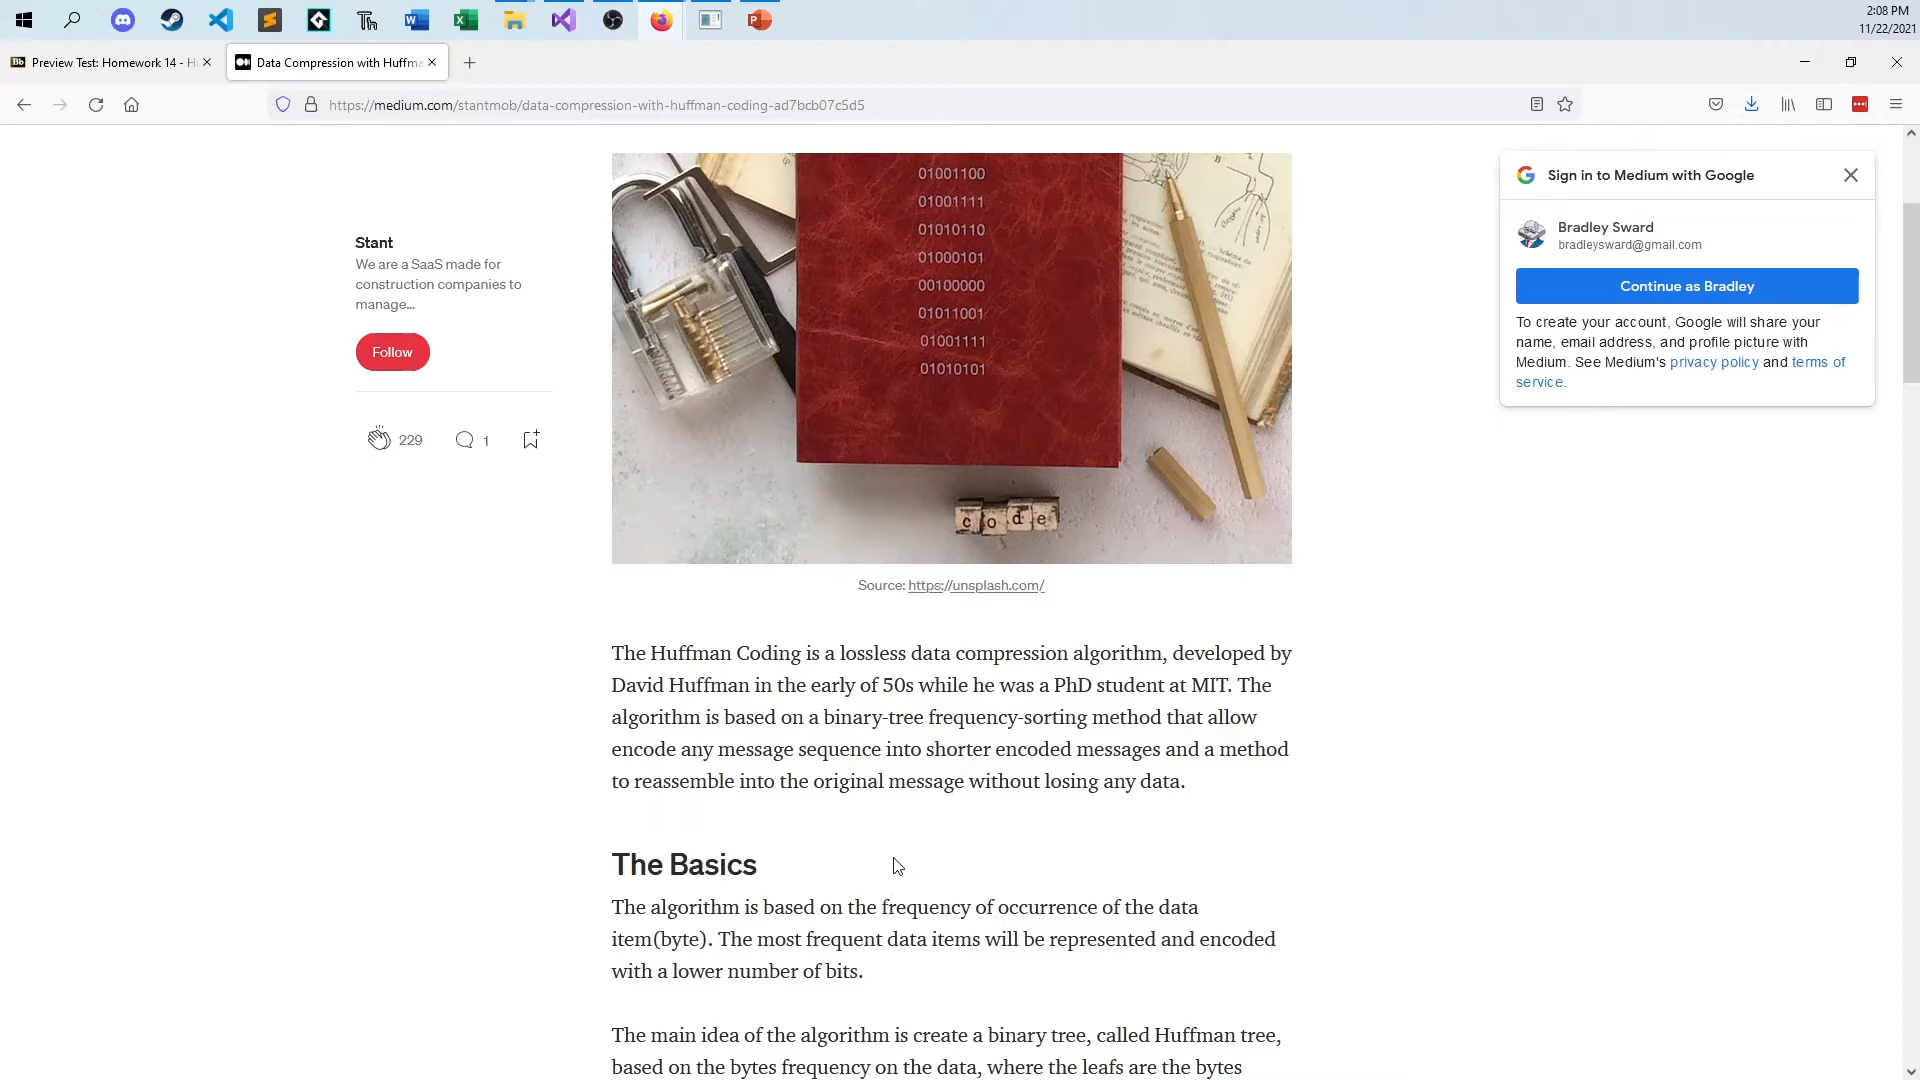 2:08 PM
11/22/2021
Preview Test: Homework 14 - H
Data Compression with Huffma
https://medium.com/stantmob/data-compression-with-huffman-coding-ad7bcb07c5d5
01001100
01001111
01010110
01000101
00100000
01011001
01001111
01010101
code
Stant
We are a SaaS made for
construction companies to
manage...
Follow
229
1
Sign in to Medium with Google
Bradley Sward
bradleysward@gmail.com
Continue as Bradley
To create your account, Google will share your
name, email address, and profile picture with
Medium. See Medium's privacy policy and terms of
service.
Source: https://unsplash.com/
The Huffman Coding is a lossless data compression algorithm, developed by
David Huffman in the early of 50s while he was a PhD student at MIT. The
algorithm is based on a binary-tree frequency-sorting method that allow
encode any message sequence into shorter encoded messages and a method
to reassemble into the original message without losing any data.
The Basics
The algorithm is based on the frequency of occurrence of the data
item(byte). The most frequent data items will be represented and encoded
with a lower number of bits.
The main idea of the algorithm is create a binary tree, called Huffman tree,
based on the bytes frequency on the data, where the leafs are the bytes